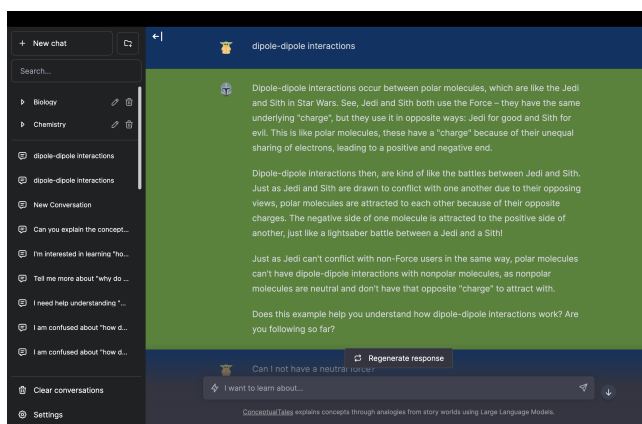 + New chat
Search...
Biology
Chemistry
dipole-dipole interactions
dipole-dipole interactions
New Conversation
Can you explain the concept...
I'm interested in learning "ho...
Tell me more about "why do ...
I need help understanding "...
I am confused about "how d...
I am confused about "how d...
Clear conversations
Settings
dipole-dipole interactions
Dipole-dipole interactions occur between polar molecules, which are like the Jedi
and Sith in Star Wars. See, Jedi and Sith both use the Force – they have the same
underlying "charge", but they use it in opposite ways: Jedi for good and Sith for
evil. This is like polar molecules, these have a "charge" because of their unequal
sharing of electrons, leading to a positive and negative end.
Dipole-dipole interactions then, are kind of like the battles between Jedi and Sith.
Just as Jedi and Sith are drawn to conflict with one another due to their opposing
views, polar molecules are attracted to each other because of their opposite
charges. The negative side of one molecule is attracted to the positive side of
another, just like a lightsaber battle between a Jedi and a Sith!
Just as Jedi can't conflict with non-Force users in the same way, polar molecules
can't have dipole-dipole interactions with nonpolar molecules, as nonpolar
molecules are neutral and don't have that opposite "charge" to attract with.
Does this example help you understand how dipole-dipole interactions work? Are
you following so far?
Regenerate response
Can I not have a neutral force?
I want to learn about...
ConceptualTales explains concepts through analogies from story worlds using Large Language Models.